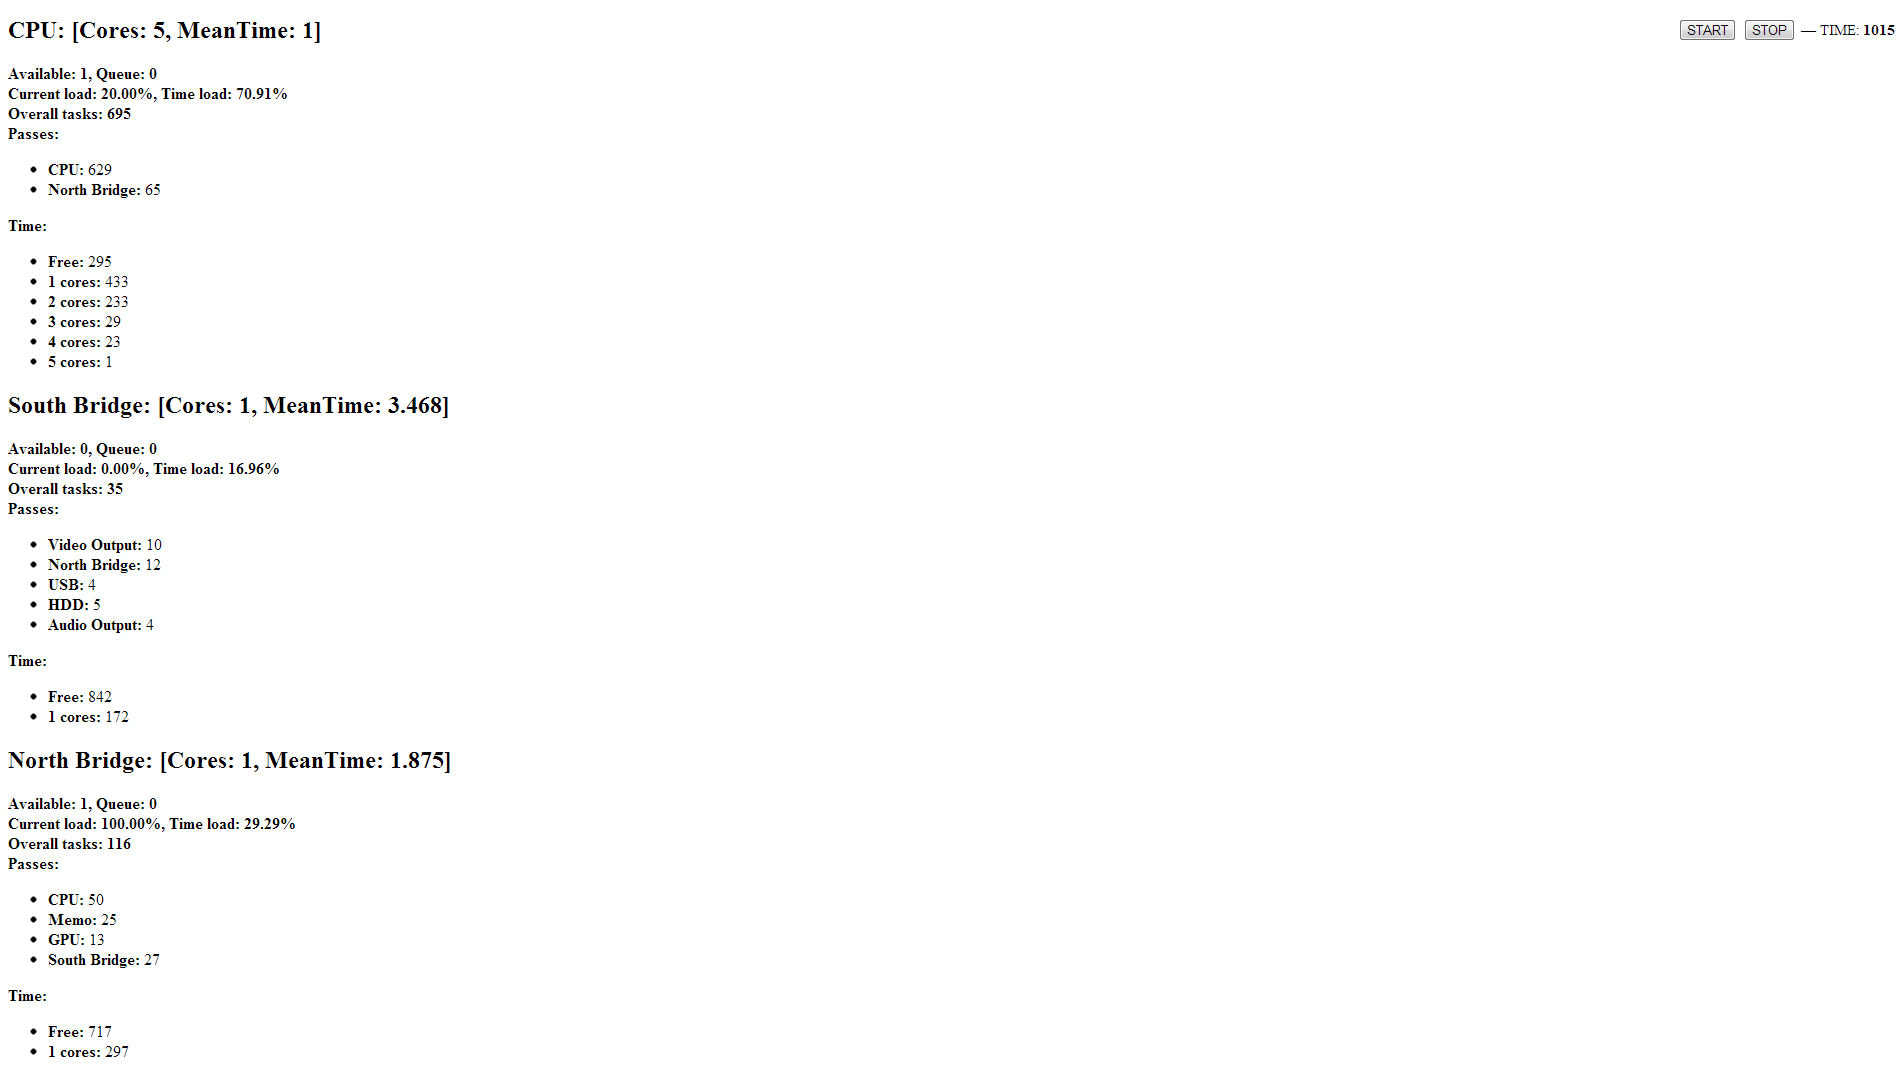 CPU: [Cores: 5, MeanTime: 1]
START STOP — TIME: 1015
Available: 1, Queue: 0
Current load: 20.00%, Time load: 70.91%
Overall tasks: 695
Passes:
CPU: 629
North Bridge: 65
Time:
Free: 295
1 cores: 433
2 cores: 233
3 cores: 29
4 cores: 23
5 cores: 1
South Bridge: [Cores: 1, MeanTime: 3.468]
Available: 0, Queue: 0
Current load: 0.00%, Time load: 16.96%
Overall tasks: 35
Passes:
Video Output: 10
North Bridge: 12
USB: 4
HDD: 5
Audio Output: 4
Time:
Free: 842
1 cores: 172
North Bridge: [Cores: 1, MeanTime: 1.875]
Available: 1, Queue: 0
Current load: 100.00%, Time load: 29.29%
Overall tasks: 116
Passes:
CPU: 50
Memo: 25
GPU: 13
South Bridge: 27
Time:
Free: 717
1 cores: 297